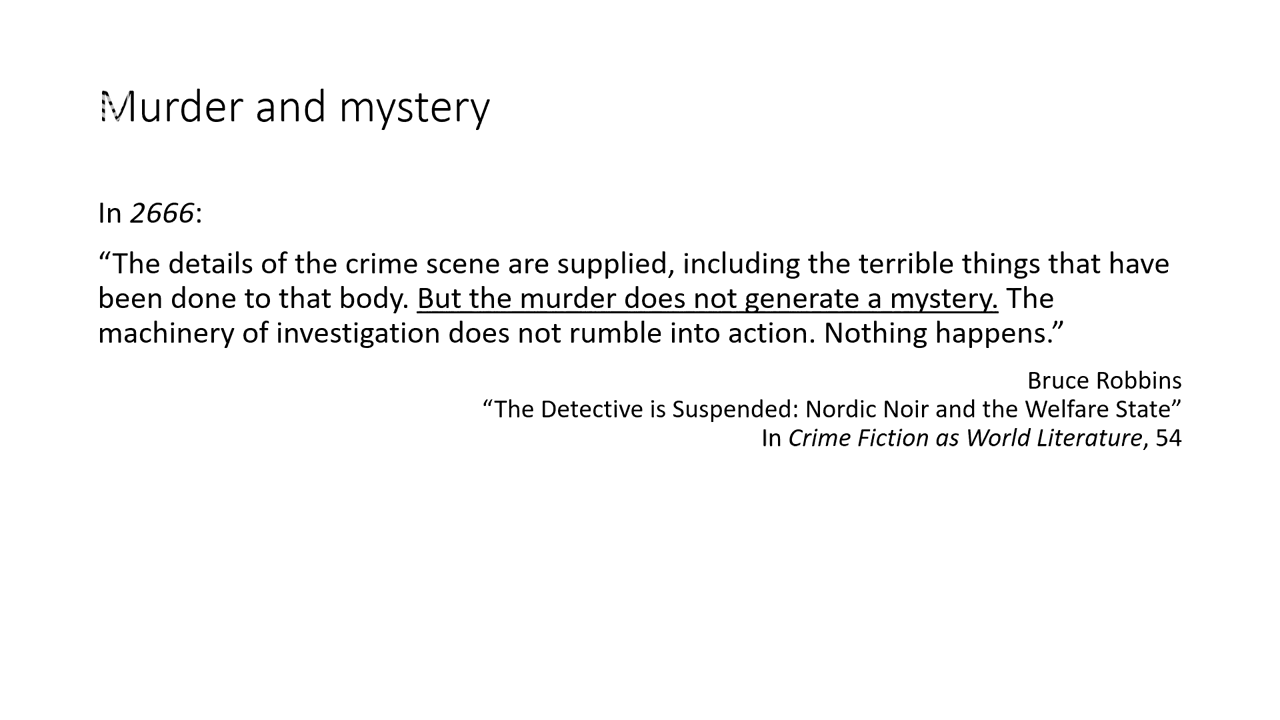 Murder and mystery
In 2666:
“The details of the crime scene are supplied, including the terrible things that have
been done to that body. But the murder does not generate a mystery. The
machinery of investigation does not rumble into action. Nothing happens.”
Bruce Robbins
“The Detective is Suspended: Nordic Noir and the Welfare State”
In Crime Fiction as World Literature, 54